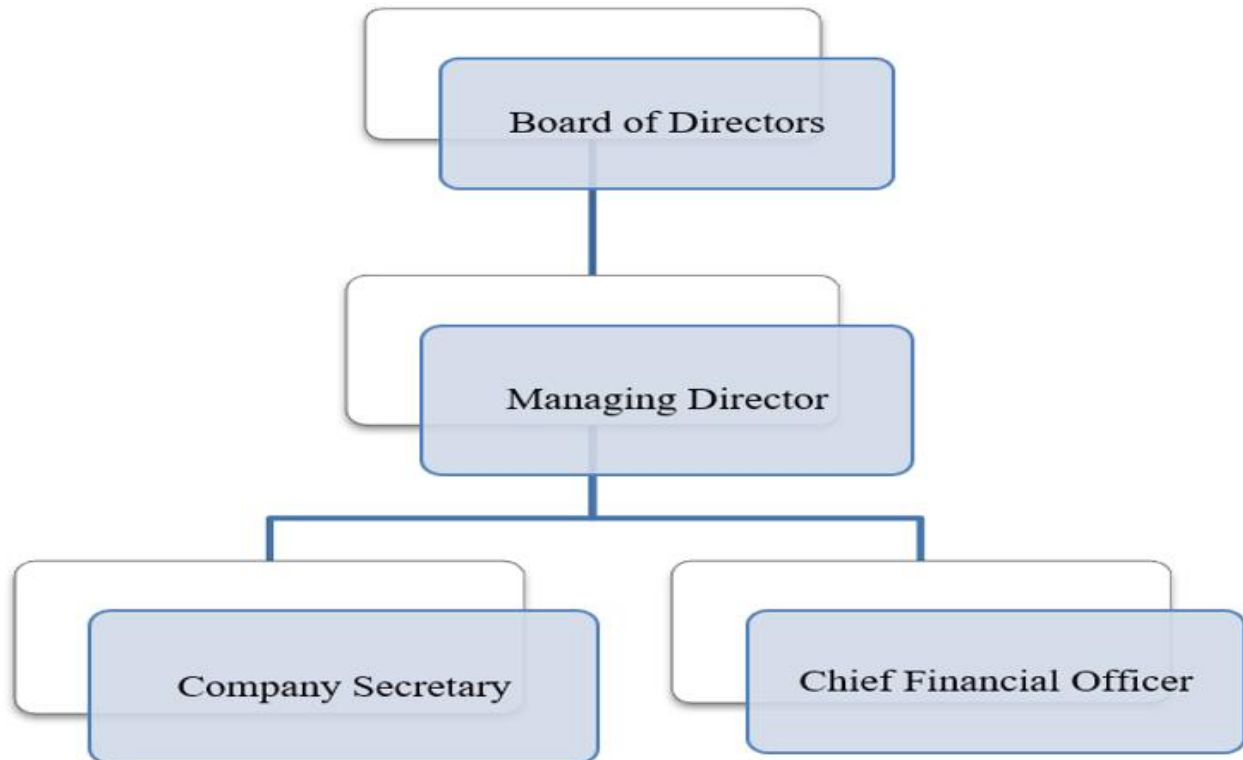 Board of Directors
Managing Director
Company Secretary
Chief Financial Officer